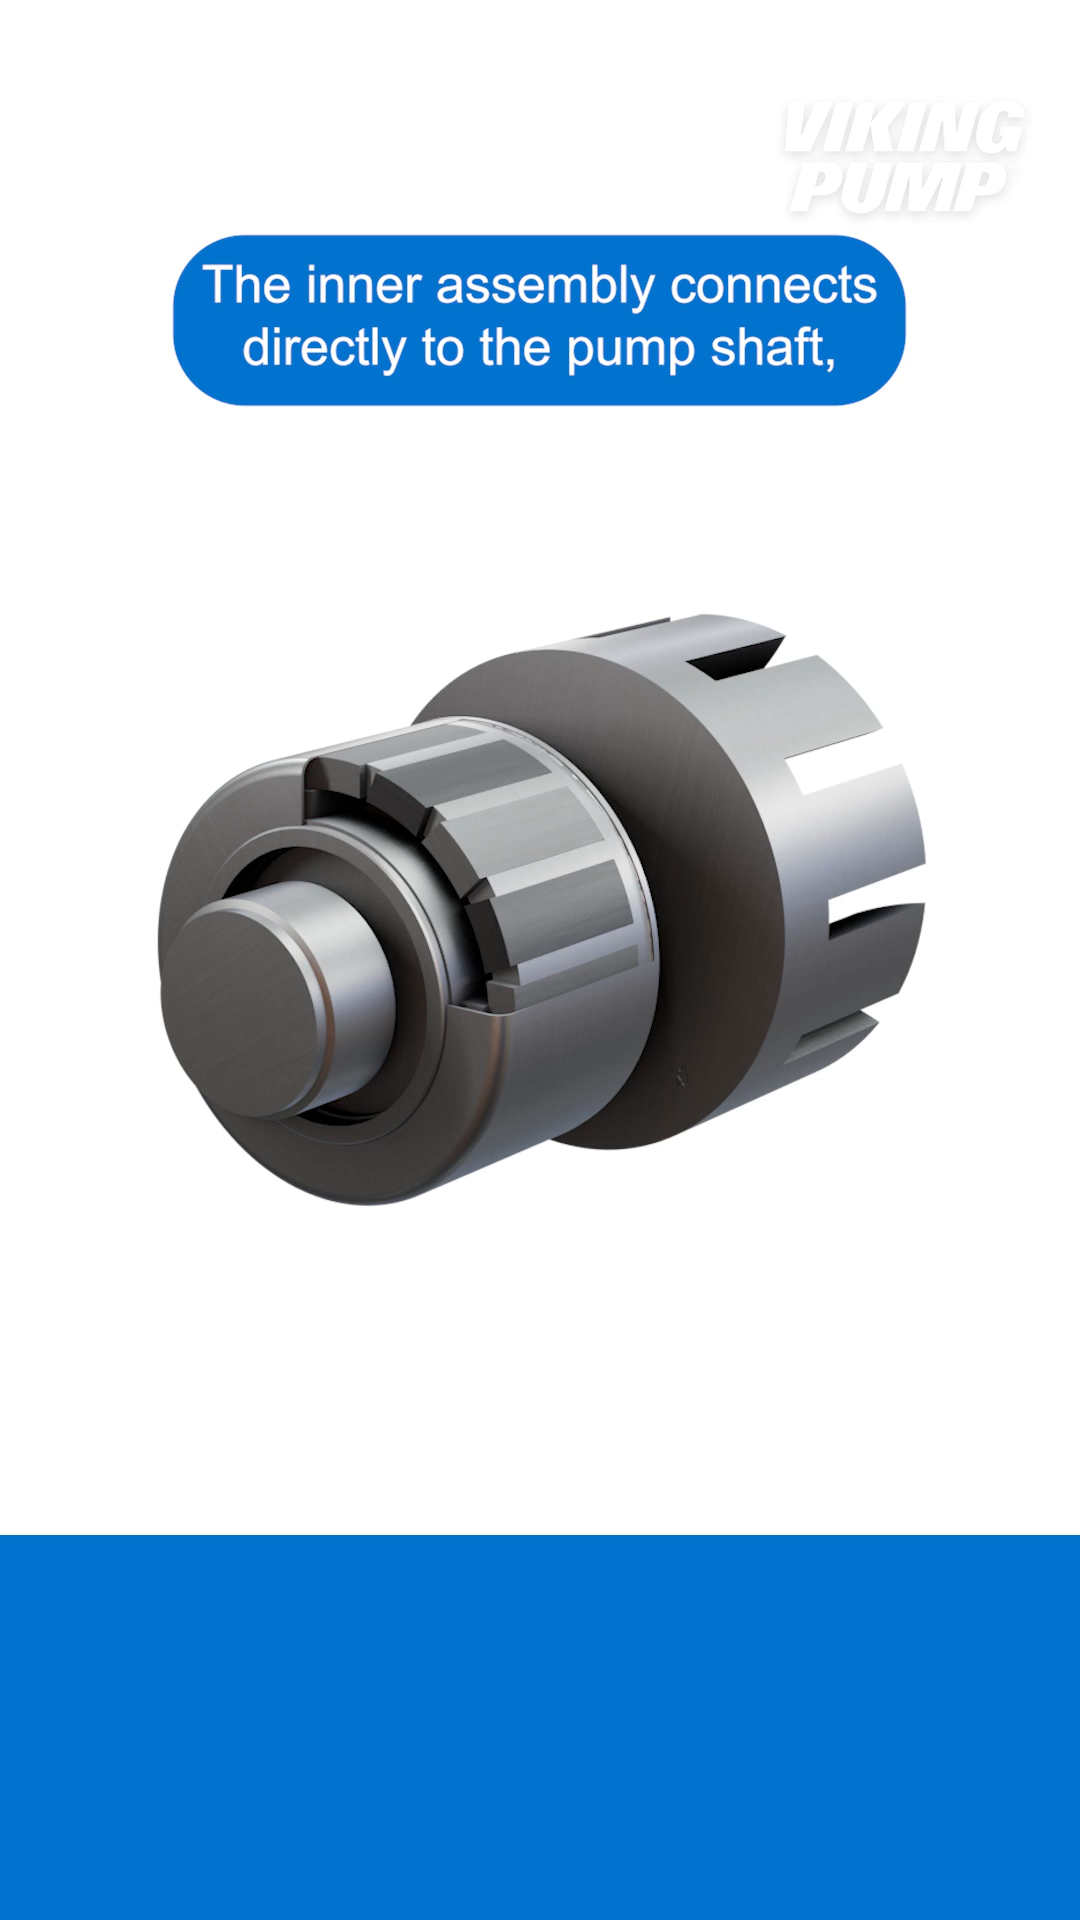 VIKING
PUMP
The inner assembly connects
directly to the pump shaft,